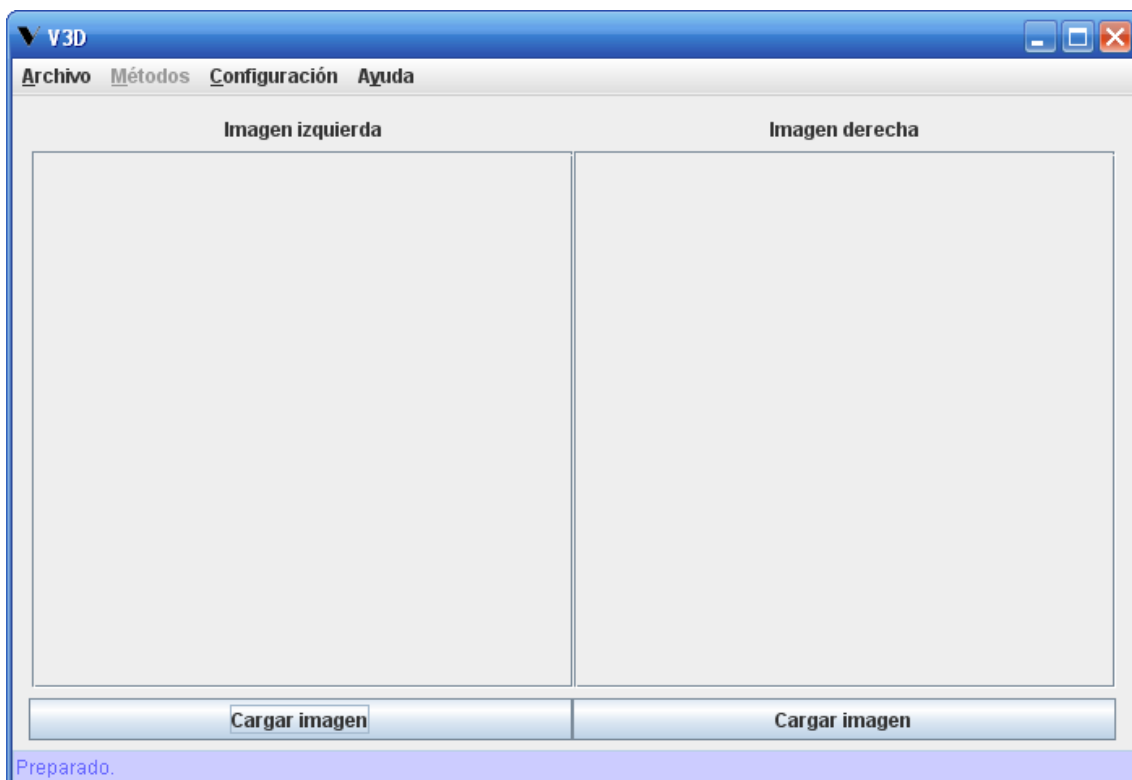 V3D
Archivo Métodos Configuración Ayuda
Imagen izquierda Imagen derecha
Cargar imagen Cargar imagen
Preparado.